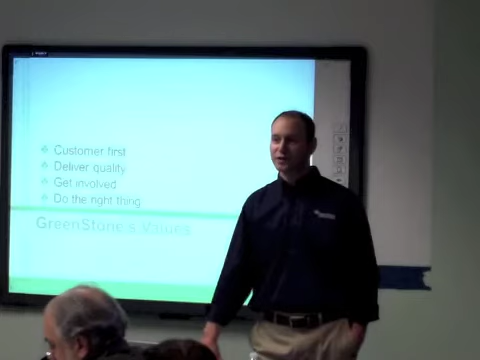 Customer first
Deliver quality
Get involved
Do the right thing
GreenStone's Values